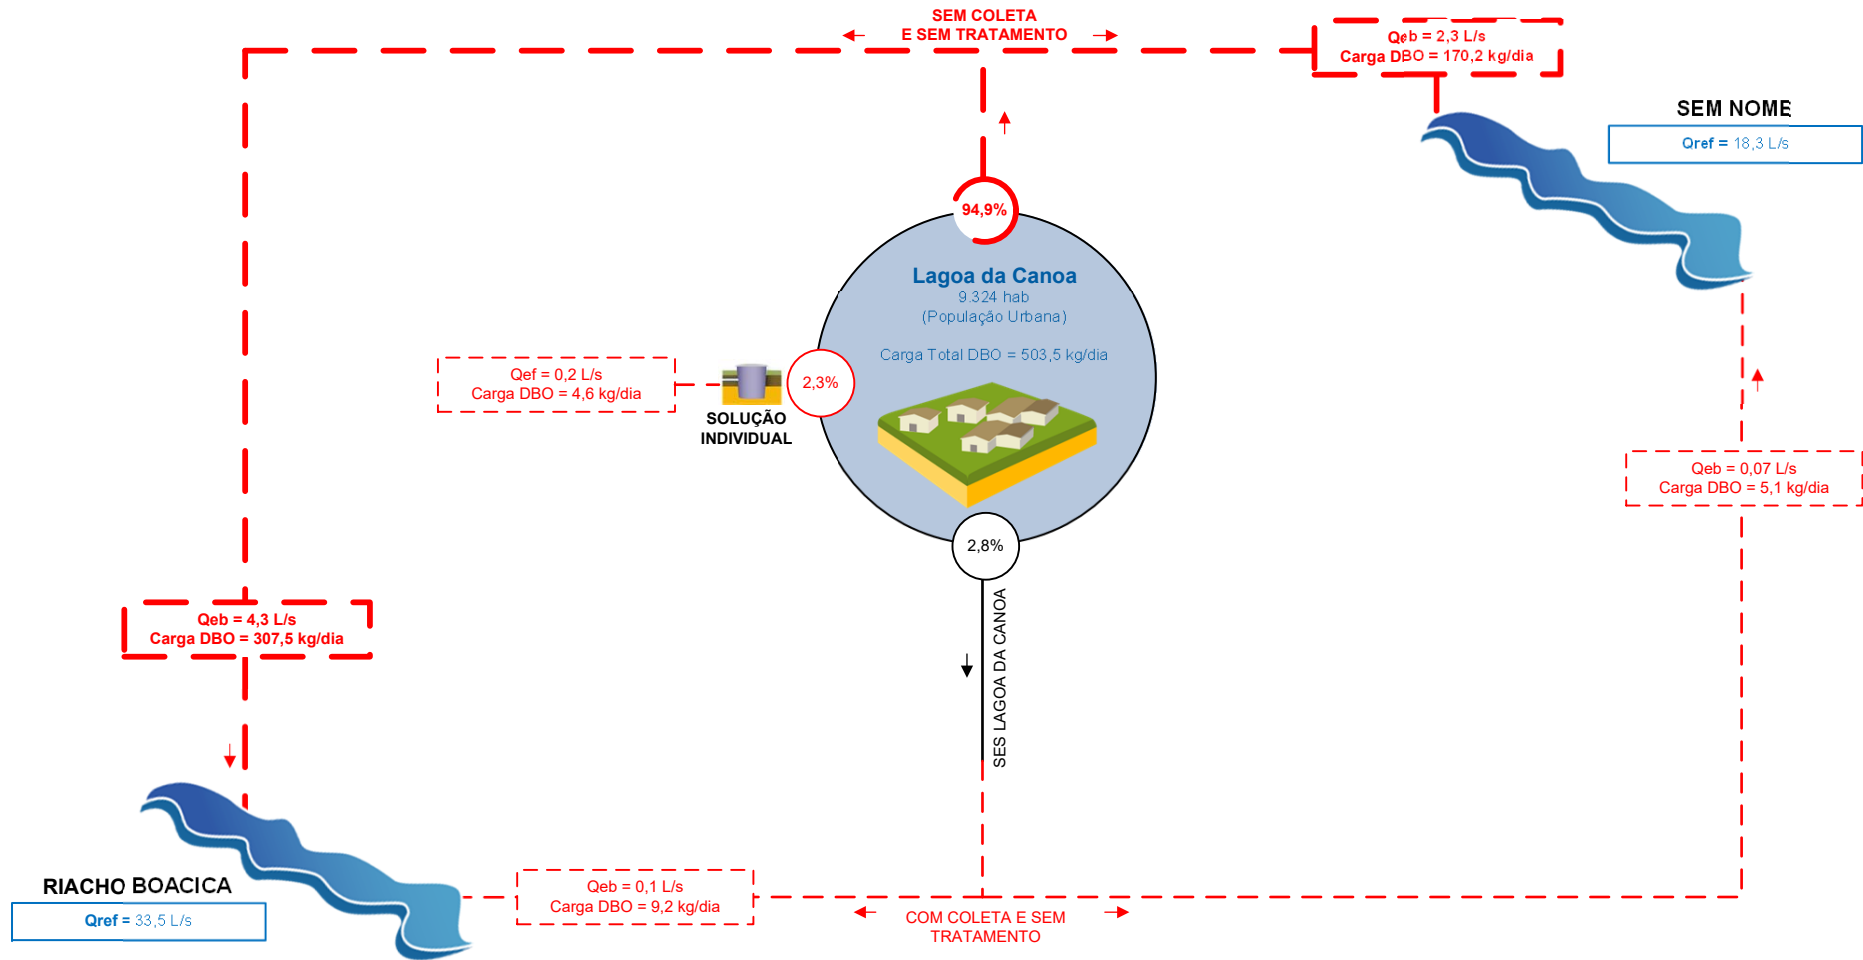 SEM COLETA
E SEM TRATAMENTO
Qeb = 2,3 L/s
Carga DBO = 170,2 kg/dia
SEM NOME
Qref = 18,3 L/s
94,9%
Lagoa da Canoa
9.324 hab
(População Urbana)
Carga Total DBO = 503,5 kg/dia
Qef = 0,2 L/s
Carga DBO = 4,6 kg/dia
2,3%
SOLUÇÃO
INDIVIDUAL
Qeb = 0,07 L/s
Carga DBO = 5,1 kg/dia
2,8%
SES LAGOA DA CANOA
Qeb = 4,3 L/s
Carga DBO = 307,5 kg/dia
RIACHO BOACICA
Qref = 33,5 L/s
Qeb = 0,1 L/s
Carga DBO = 9,2 kg/dia
COM COLETA E SEM
TRATAMENTO